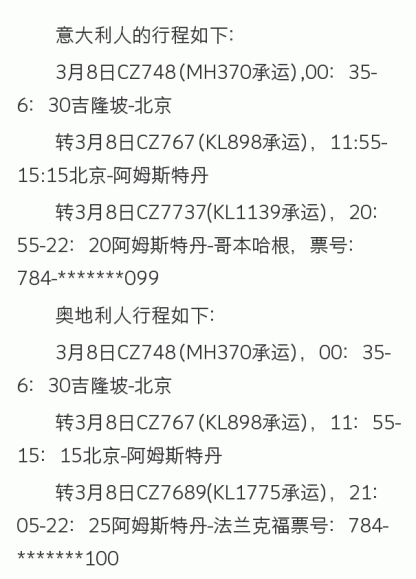 意大利人的行程如下：
3月8日CZ748（MH370承运）,00：35-
6：30吉隆坡-北京
转3月8日CZ767（KL898承运），11:55-
15:15北京-阿姆斯特丹
转3月8日CZ7737(KL1139承运)，20：
55-22：20阿姆斯特丹-哥本哈根，票号：
784-*******099
奥地利人行程如下：
3月8日CZ748（MH370承运），00：35-
6：30吉隆坡-北京
转3月8日CZ767（KL898承运），11：55-
15：15北京-阿姆斯特丹
转3月8日CZ7689(KL1775承运)，21：
05-22：25阿姆斯特丹-法兰克福票号：784-
*******100